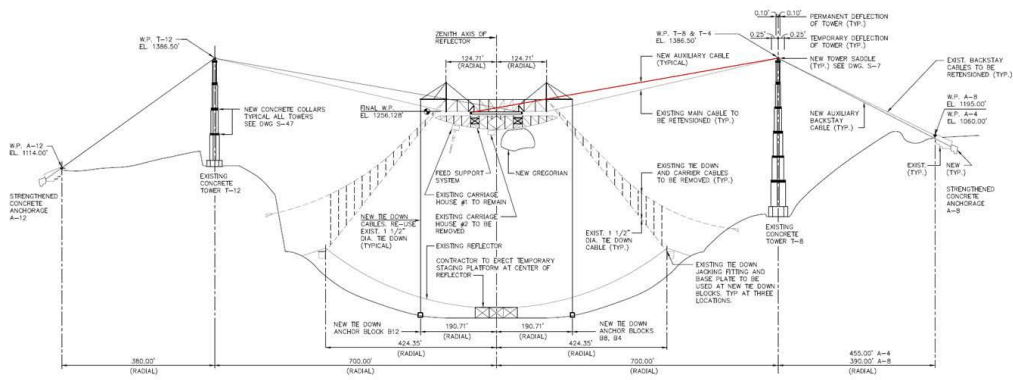 0.10' 0.10'
PERMANENT DEFLECTION
OF TOWER (TYP.)
0.25' 0.25'
TEMPORARY DEFLECTION
OF TOWER (TYP.)
NEW TOWER SADDLE
(TYP.) SEE DWG. S-7
EXIST. BACKSTAY
CABLES TO BE
RETENSIONED (TYP.)
W.P. T-12
EL. 1386.50'
ZENITH AXIS OF
REFLECTOR
124.71'
(RADIAL)
124.71'
(RADIAL)
W.P. T-8 & T-4
EL. 1386.50'
NEW AUXILIARY CABLE
(TYPICAL)
NEW CONCRETE COLLARS
TYPICAL ALL TOWERS
SEE DWG S-47
FINAL W.P.
EL. 1256.128'
EXISTING MAIN CABLE TO
BE RETENSIONED (TYP.)
NEW AUXILIARY
BACKSTAY
CABLE (TYP.)
W.P. A-8
EL. 1195.00'
W.P. A-4
EL. 1060.00'
W.P. A-12
EL. 1114.00'
STRENGTHENED
CONCRETE
ANCHORAGE
A-12
EXISTING
CONCRETE
TOWER T-12
FEED SUPPORT
SYSTEM
NEW GREGORIAN
EXISTING CARRIAGE
HOUSE #1 TO REMAIN
EXISTING CARRIAGE
HOUSE #2 TO BE
REMOVED
EXISTING TIE DOWN
AND CARRIER CABLES
TO BE REMOVED (TYP.)
EXIST.
(TYP.)
NEW
(TYP.)
STRENGTHENED
CONCRETE
ANCHORAGE
A-8
NEW TIE DOWN
CABLES. RE-USE
EXIST. 1 1/2"
DIA. TIE DOWN
(TYPICAL)
EXIST. 1 1/2"
DIA. TIE DOWN
CABLE (TYP.)
EXISTING
CONCRETE
TOWER T-8
EXISTING REFLECTOR
CONTRACTOR TO ERECT TEMPORARY
STAGING PLATFORM AT CENTER OF
REFLECTOR
EXISTING TIE DOWN
JACKING FITTING AND
BASE PLATE TO BE
USED AT NEW TIE DOWN
BLOCKS. TYP AT THREE
LOCATIONS.
NEW TIE DOWN
ANCHOR BLOCK B12
190.71'
(RADIAL)
190.71'
(RADIAL)
NEW TIE DOWN
ANCHOR BLOCKS
B8, B4
424.35'
(RADIAL)
424.35'
(RADIAL)
380.00'
(RADIAL)
700.00'
(RADIAL)
700.00'
(RADIAL)
455.00' A-4
390.00' A-8
(RADIAL)